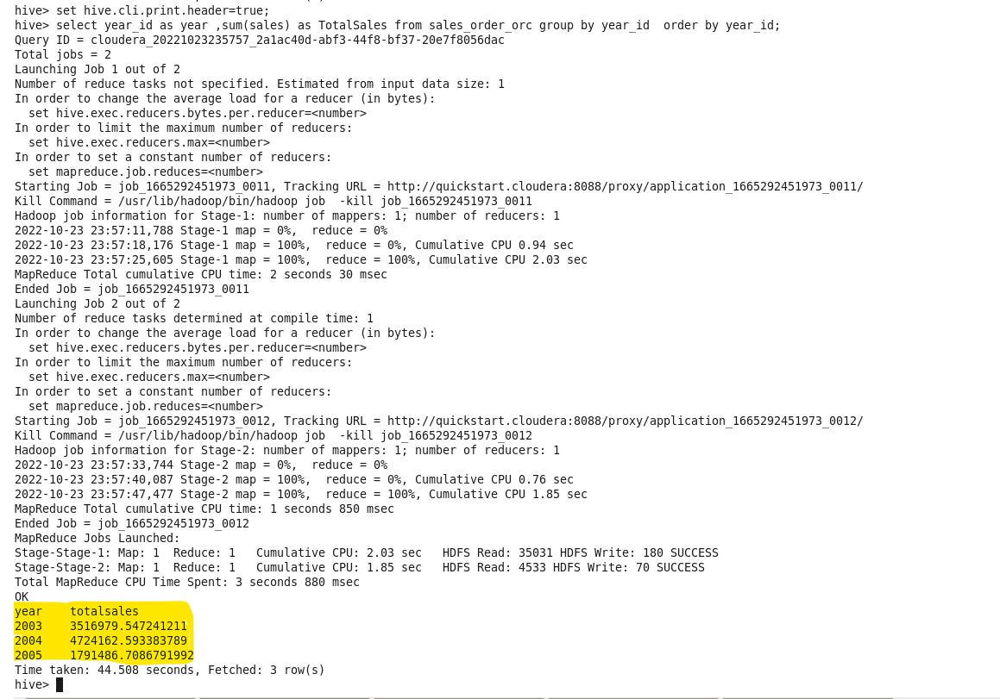 hive> set hive.cli.print.header=true;
hive> select year_id as year ,sum(sales) as TotalSales from sales_order_orc group by year_id  order by year_id;
Query ID = cloudera_20221023235757_2a1ac40d-abf3-44f8-bf37-20e7f8056dac
Total jobs = 2
Launching Job 1 out of 2
Number of reduce tasks not specified. Estimated from input data size: 1
In order to change the average load for a reducer (in bytes):
  set hive.exec.reducers.bytes.per.reducer=<number>
In order to limit the maximum number of reducers:
  set hive.exec.reducers.max=<number>
In order to set a constant number of reducers:
  set mapreduce.job.reduces=<number>
Starting Job = job_1665292451973_0011, Tracking URL = http://quickstart.cloudera:8088/proxy/application_1665292451973_0011/
Kill Command = /usr/lib/hadoop/bin/hadoop job  -kill job_1665292451973_0011
Hadoop job information for Stage-1: number of mappers: 1; number of reducers: 1
2022-10-23 23:57:11,788 Stage-1 map = 0%,  reduce = 0%
2022-10-23 23:57:18,176 Stage-1 map = 100%,  reduce = 0%, Cumulative CPU 0.94 sec
2022-10-23 23:57:25,605 Stage-1 map = 100%,  reduce = 100%, Cumulative CPU 2.03 sec
MapReduce Total cumulative CPU time: 2 seconds 30 msec
Ended Job = job_1665292451973_0011
Launching Job 2 out of 2
Number of reduce tasks determined at compile time: 1
In order to change the average load for a reducer (in bytes):
  set hive.exec.reducers.bytes.per.reducer=<number>
In order to limit the maximum number of reducers:
  set hive.exec.reducers.max=<number>
In order to set a constant number of reducers:
  set mapreduce.job.reduces=<number>
Starting Job = job_1665292451973_0012, Tracking URL = http://quickstart.cloudera:8088/proxy/application_1665292451973_0012/
Kill Command = /usr/lib/hadoop/bin/hadoop job  -kill job_1665292451973_0012
Hadoop job information for Stage-2: number of mappers: 1; number of reducers: 1
2022-10-23 23:57:33,744 Stage-2 map = 0%,  reduce = 0%
2022-10-23 23:57:40,087 Stage-2 map = 100%,  reduce = 0%, Cumulative CPU 0.76 sec
2022-10-23 23:57:47,477 Stage-2 map = 100%,  reduce = 100%, Cumulative CPU 1.85 sec
MapReduce Total cumulative CPU time: 1 seconds 850 msec
Ended Job = job_1665292451973_0012
MapReduce Jobs Launched:
Stage-Stage-1: Map: 1  Reduce: 1   Cumulative CPU: 2.03 sec   HDFS Read: 35031 HDFS Write: 180 SUCCESS
Stage-Stage-2: Map: 1  Reduce: 1   Cumulative CPU: 1.85 sec   HDFS Read: 4533 HDFS Write: 70 SUCCESS
Total MapReduce CPU Time Spent: 3 seconds 880 msec
OK
year    totalsales
2003    3516979.547241211
2004    4724162.593383789
2005    1791486.7086791992
Time taken: 44.508 seconds, Fetched: 3 row(s)
hive>